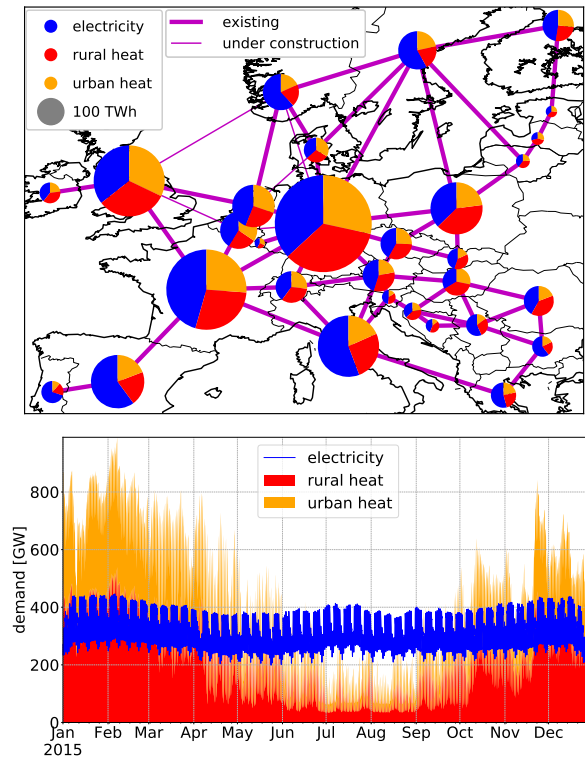 electricity
rural heat
urban heat
100 TWh
existing
under construction
demand [GW]
800
600
400
200
0
electricity
rural heat
urban heat
Jan Feb Mar Apr May Jun Jul Aug Sep Oct Nov Dec
2015